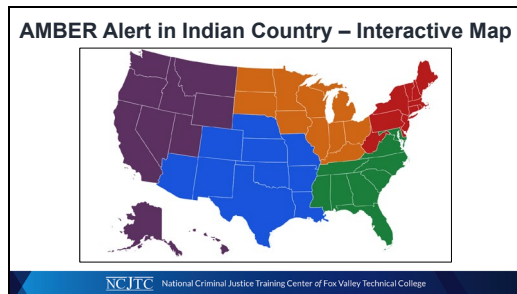 AMBER Alert in Indian Country – Interactive Map
NCJTC National Criminal Justice Training Center of Fox Valley Technical College